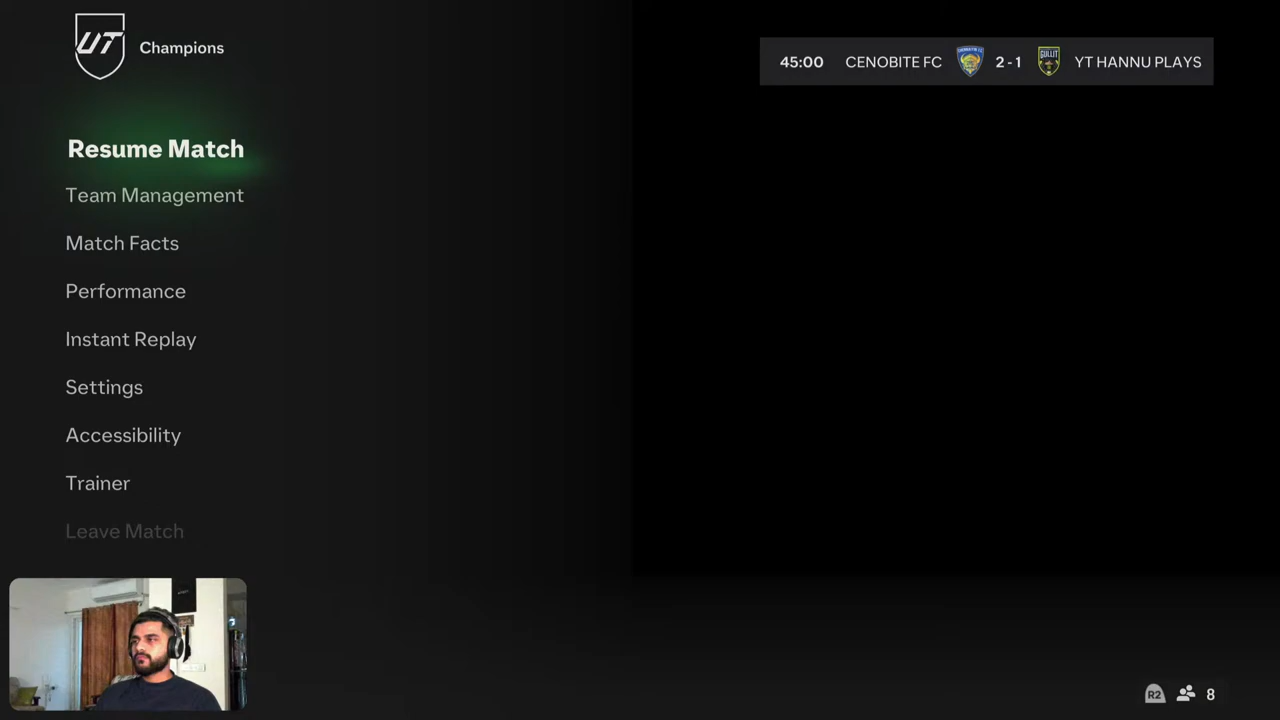 UT Champions
45:00 CENOBITE FC 2 - 1 GULLIT YT HANNU PLAYS
Resume Match
Team Management
Match Facts
Performance
Instant Replay
Settings
Accessibility
Trainer
Leave Match
R2 8